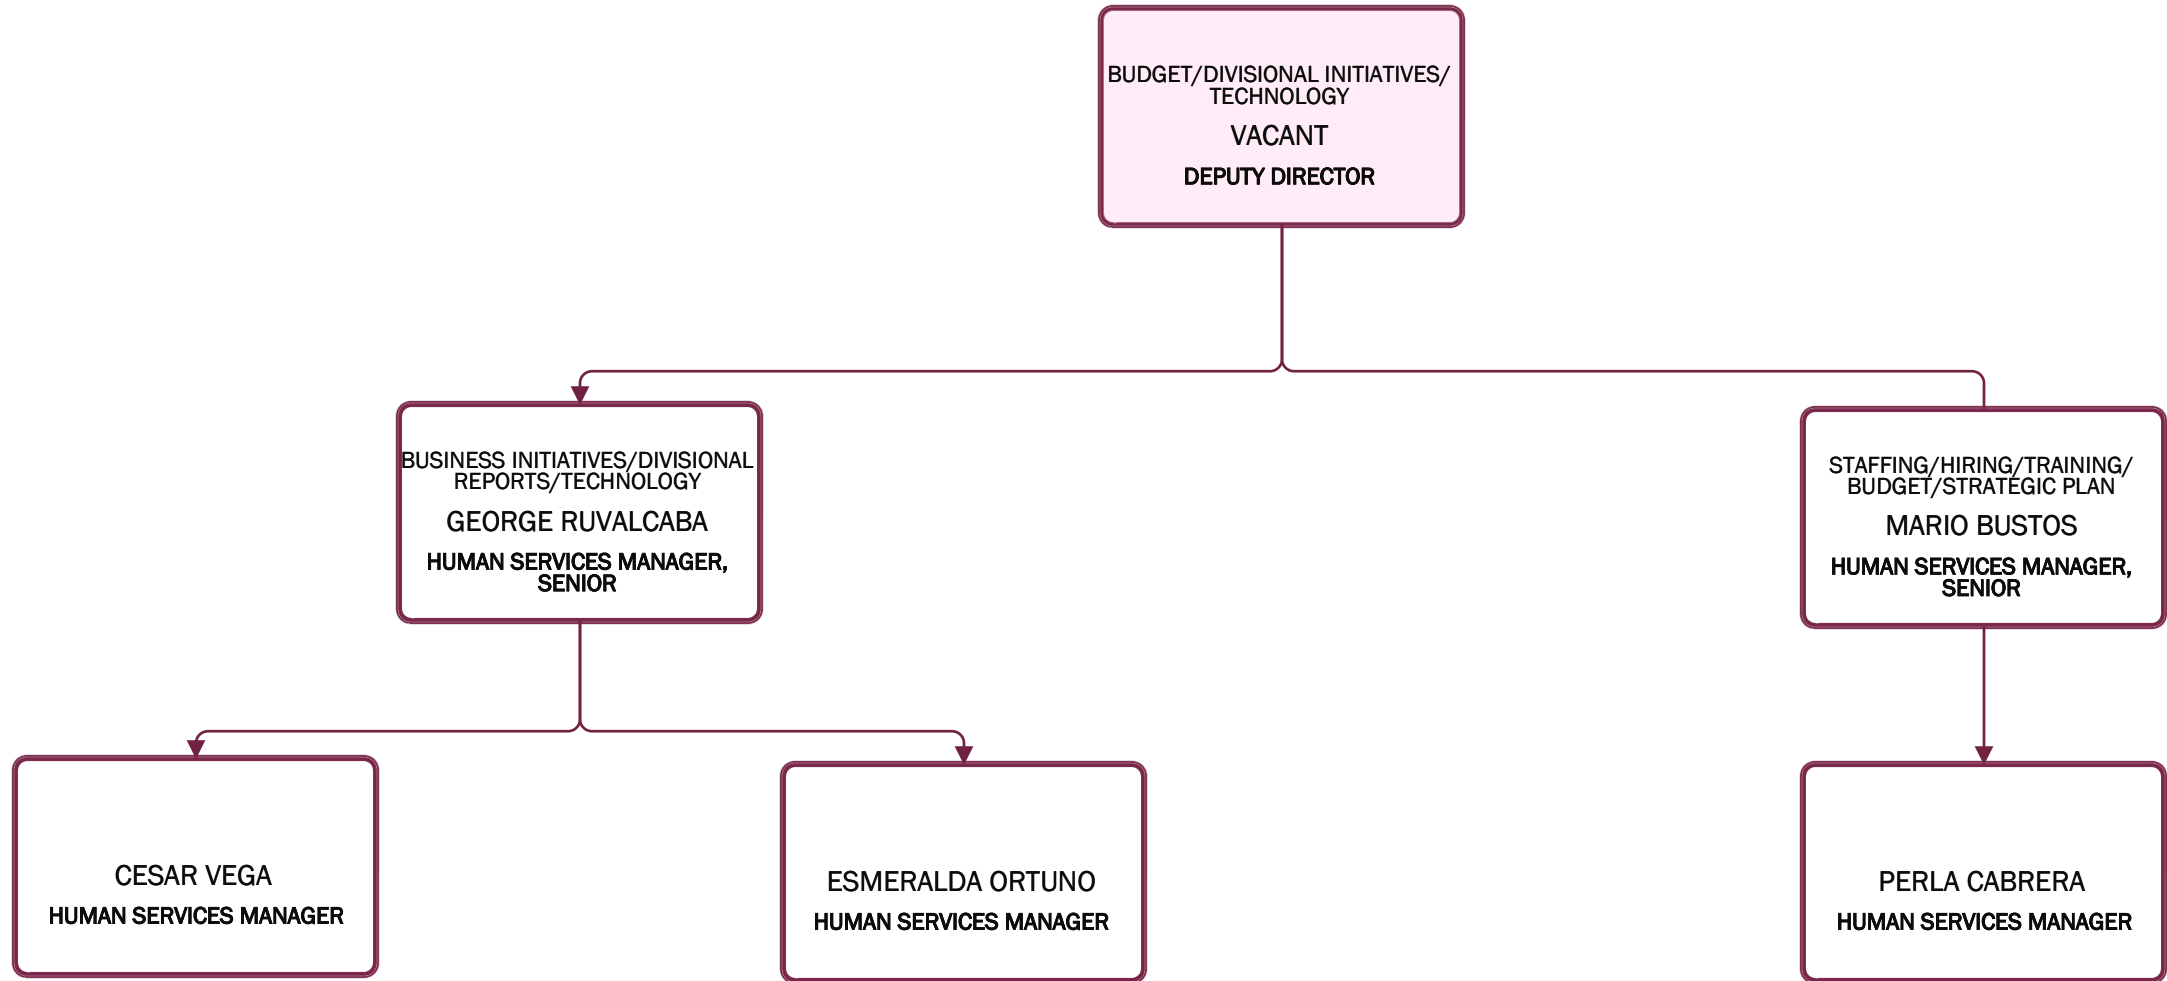 BUDGET/DIVISIONAL INITIATIVES/
TECHNOLOGY
VACANT
DEPUTY DIRECTOR
BUSINESS INITIATIVES/DIVISIONAL
REPORTS/TECHNOLOGY
GEORGE RUVALCABA
HUMAN SERVICES MANAGER,
SENIOR
STAFFING/HIRING/TRAINING/
BUDGET/STRATEGIC PLAN
MARIO BUSTOS
HUMAN SERVICES MANAGER,
SENIOR
CESAR VEGA
HUMAN SERVICES MANAGER
ESMERALDA ORTUNO
HUMAN SERVICES MANAGER
PERLA CABRERA
HUMAN SERVICES MANAGER